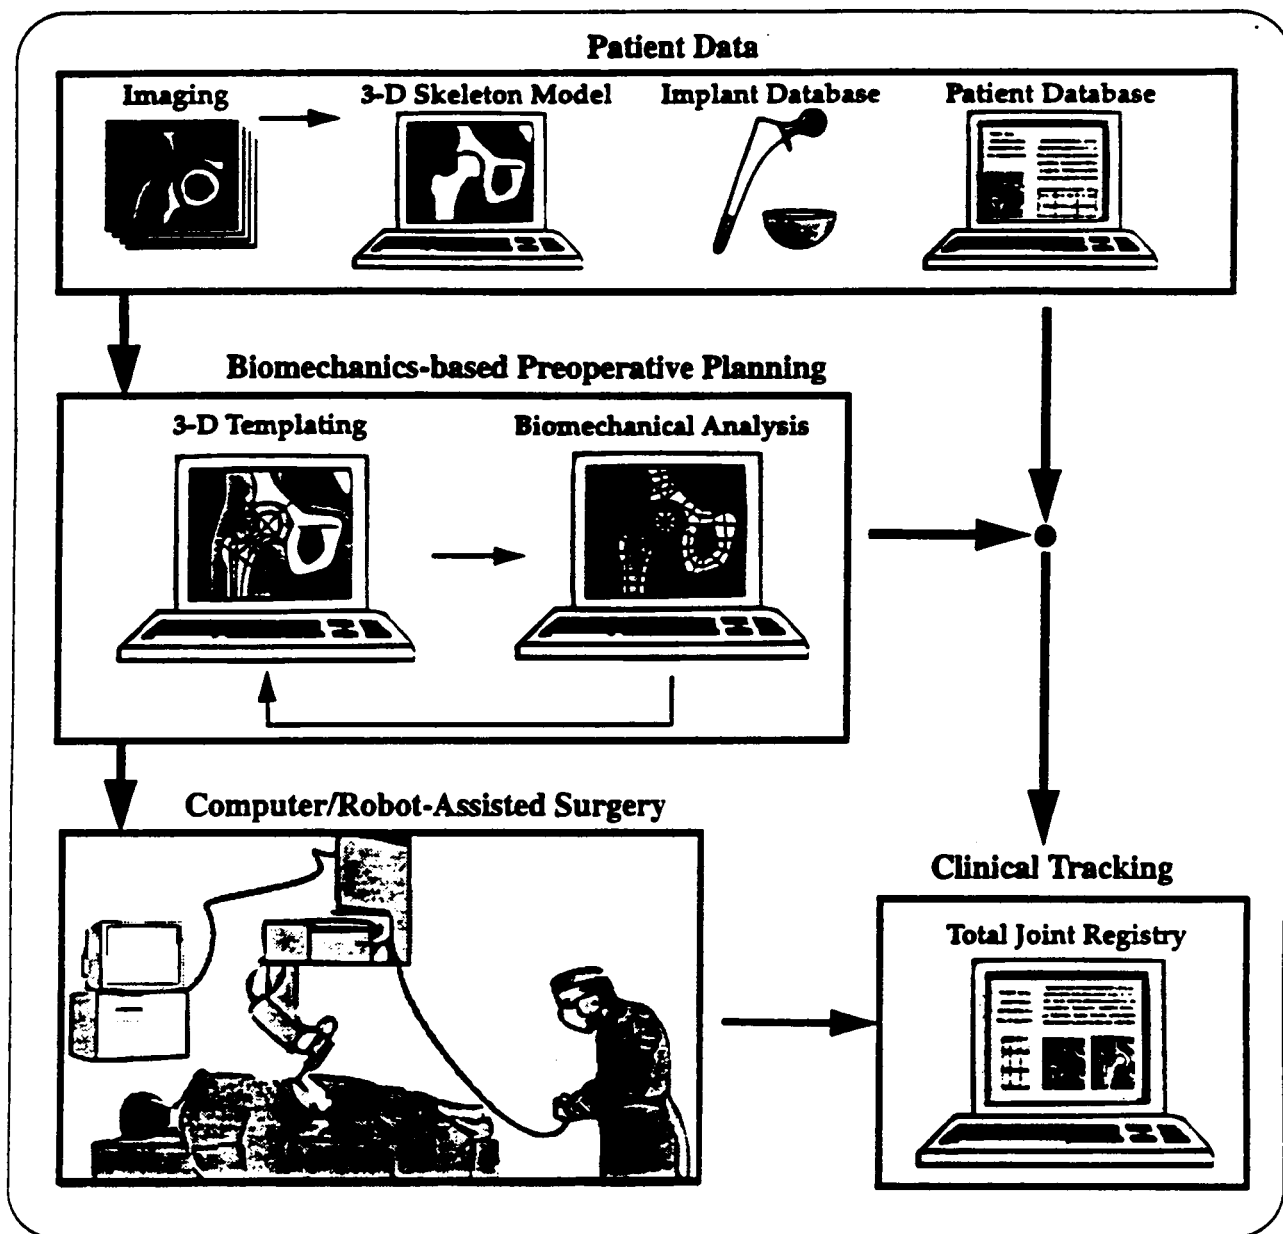 Patient Data
Imaging
3-D Skeleton Model
Implant Database
Patient Database
Biomechanics-based Preoperative Planning
3-D Templating
Biomechanical Analysis
Computer/Robot-Assisted Surgery
Clinical Tracking
Total Joint Registry